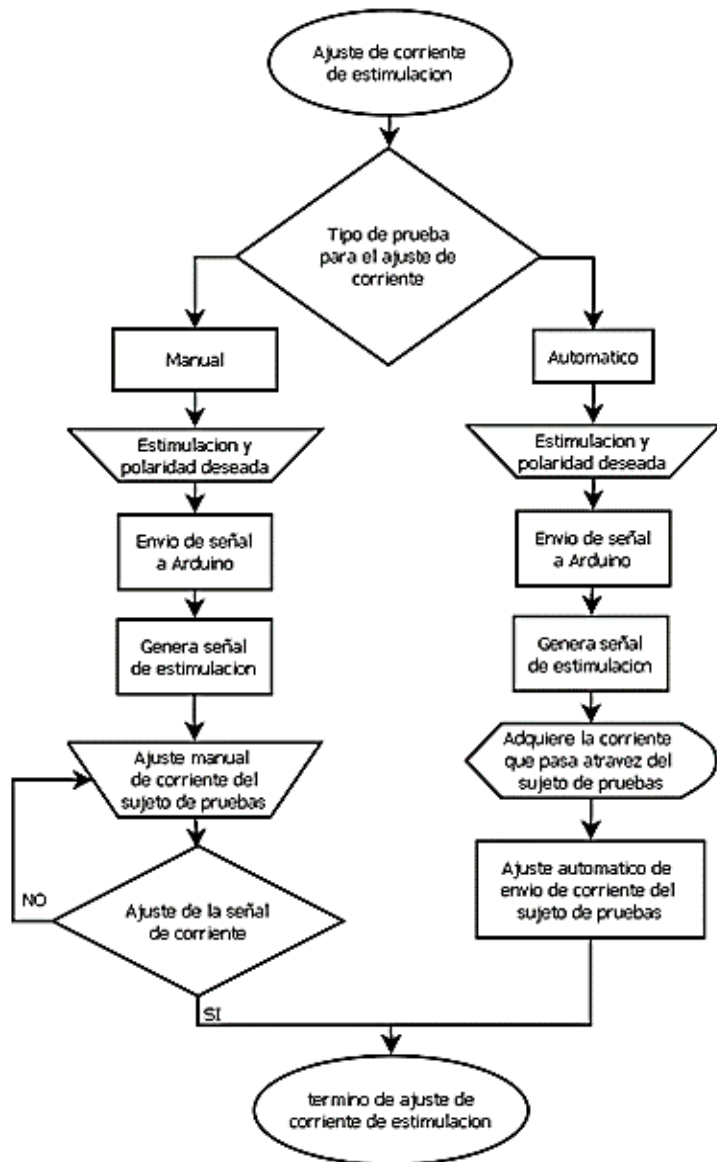 Ajuste de corriente
de estimulacion
Tipo de prueba
para el ajuste de
corriente
Manual
Automatico
Estimulacion y
polaridad deseada
Estimulacion y
polaridad deseada
Envio de señal
a Arduino
Envio de señal
a Arduino
Genera señal
de estimulacion
Genera señal
de estimulacion
Ajuste manual
de corriente del
sujeto de pruebas
Adquiere la corriente
que pasa atravez del
sujeto de pruebas
Ajuste de la señal
de corriente
NO
SI
Ajuste automatico de
envio de corriente del
sujeto de pruebas
termino de ajuste de
corriente de estimulacion